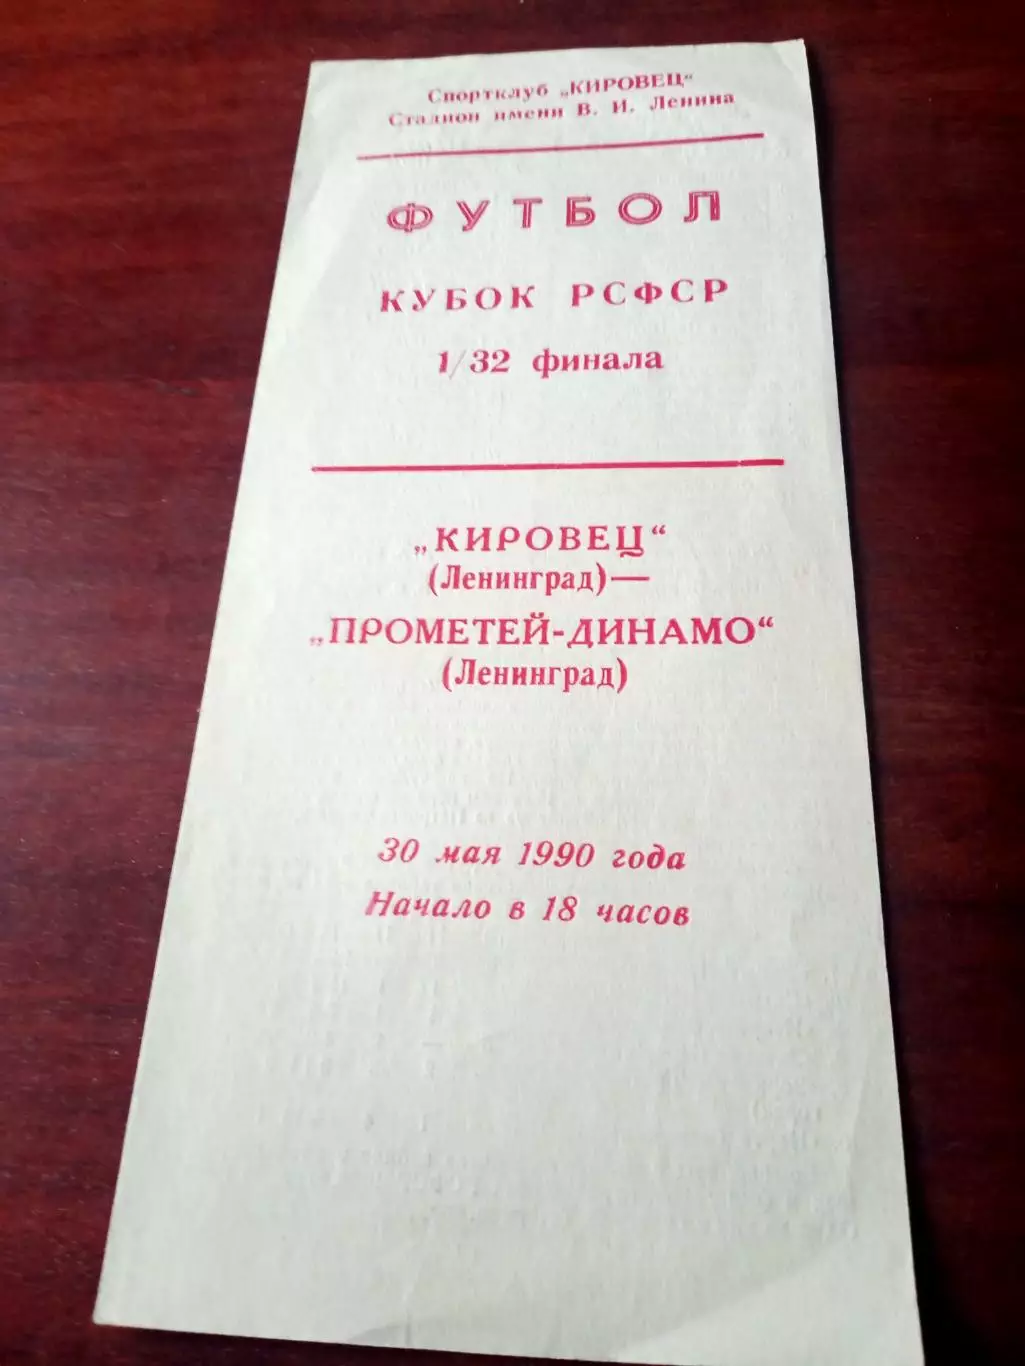 Спортклуб „КИРОВЕЦ“
Стадион имени В. И. Ленина
ФУТБОЛ
КУБОК РСФСР
1/32 финала
„КИРОВЕЦ“
(Ленинград)—
„ПРОМЕТЕЙ-ДИНАМО“
(Ленинград)
30 мая 1990 года
Начало в 18 часов